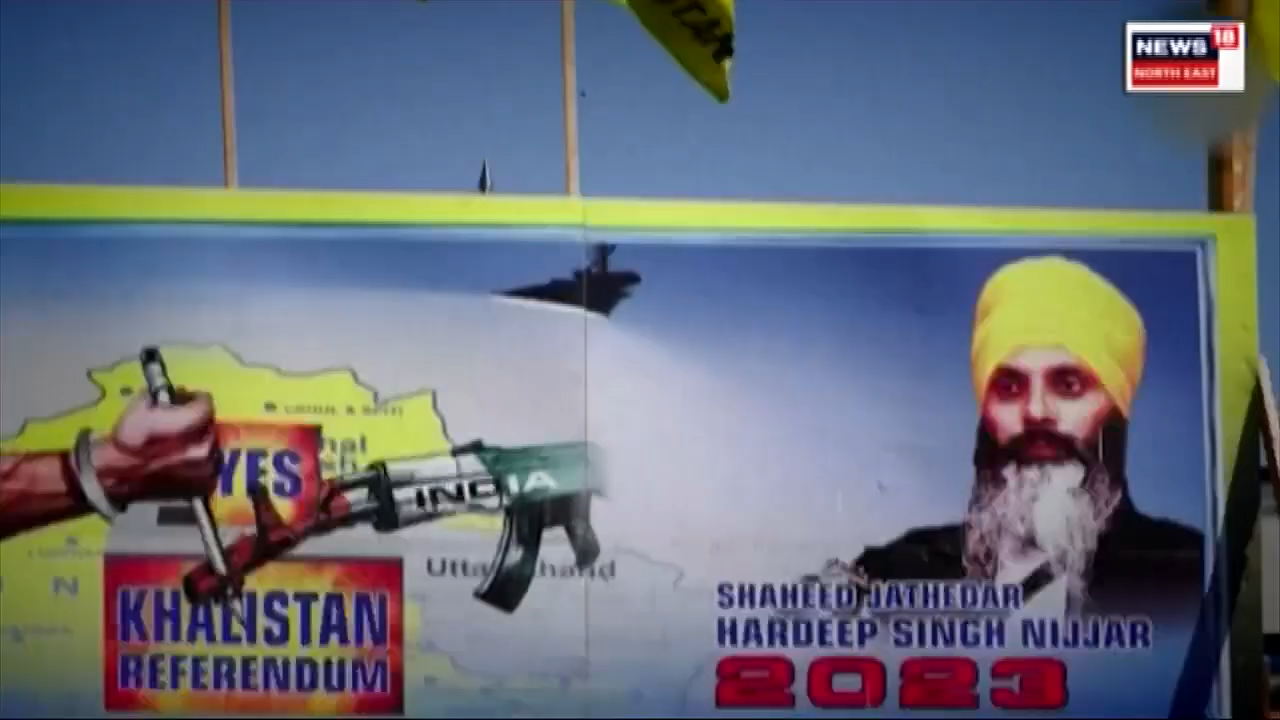 NEWS 18
NORTH EAST
YES
INDIA
KHALISTAN
REFERENDUM
SHAHEED JATHEDAR
HARDEEP SINGH NIJJAR
2023